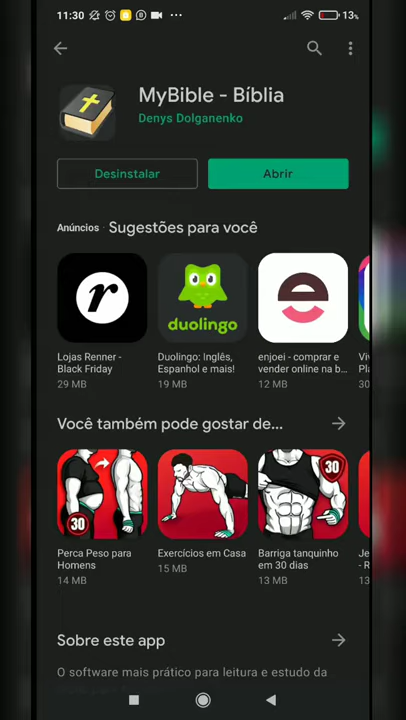 11:30 13%
MyBible - Bíblia
Denys Dolganenko
Desinstalar
Abrir
Anúncios · Sugestões para você
r
duolingo
e
Lojas Renner - Black Friday
29 MB
Duolingo: Inglês, Espanhol e mais!
19 MB
enjoei - comprar e vender online na b...
12 MB
Você também pode gostar de...
30
30
Perca Peso para Homens
14 MB
Exercícios em Casa
15 MB
Barriga tanquinho em 30 dias
13 MB
Sobre este app
O software mais prático para leitura e estudo da